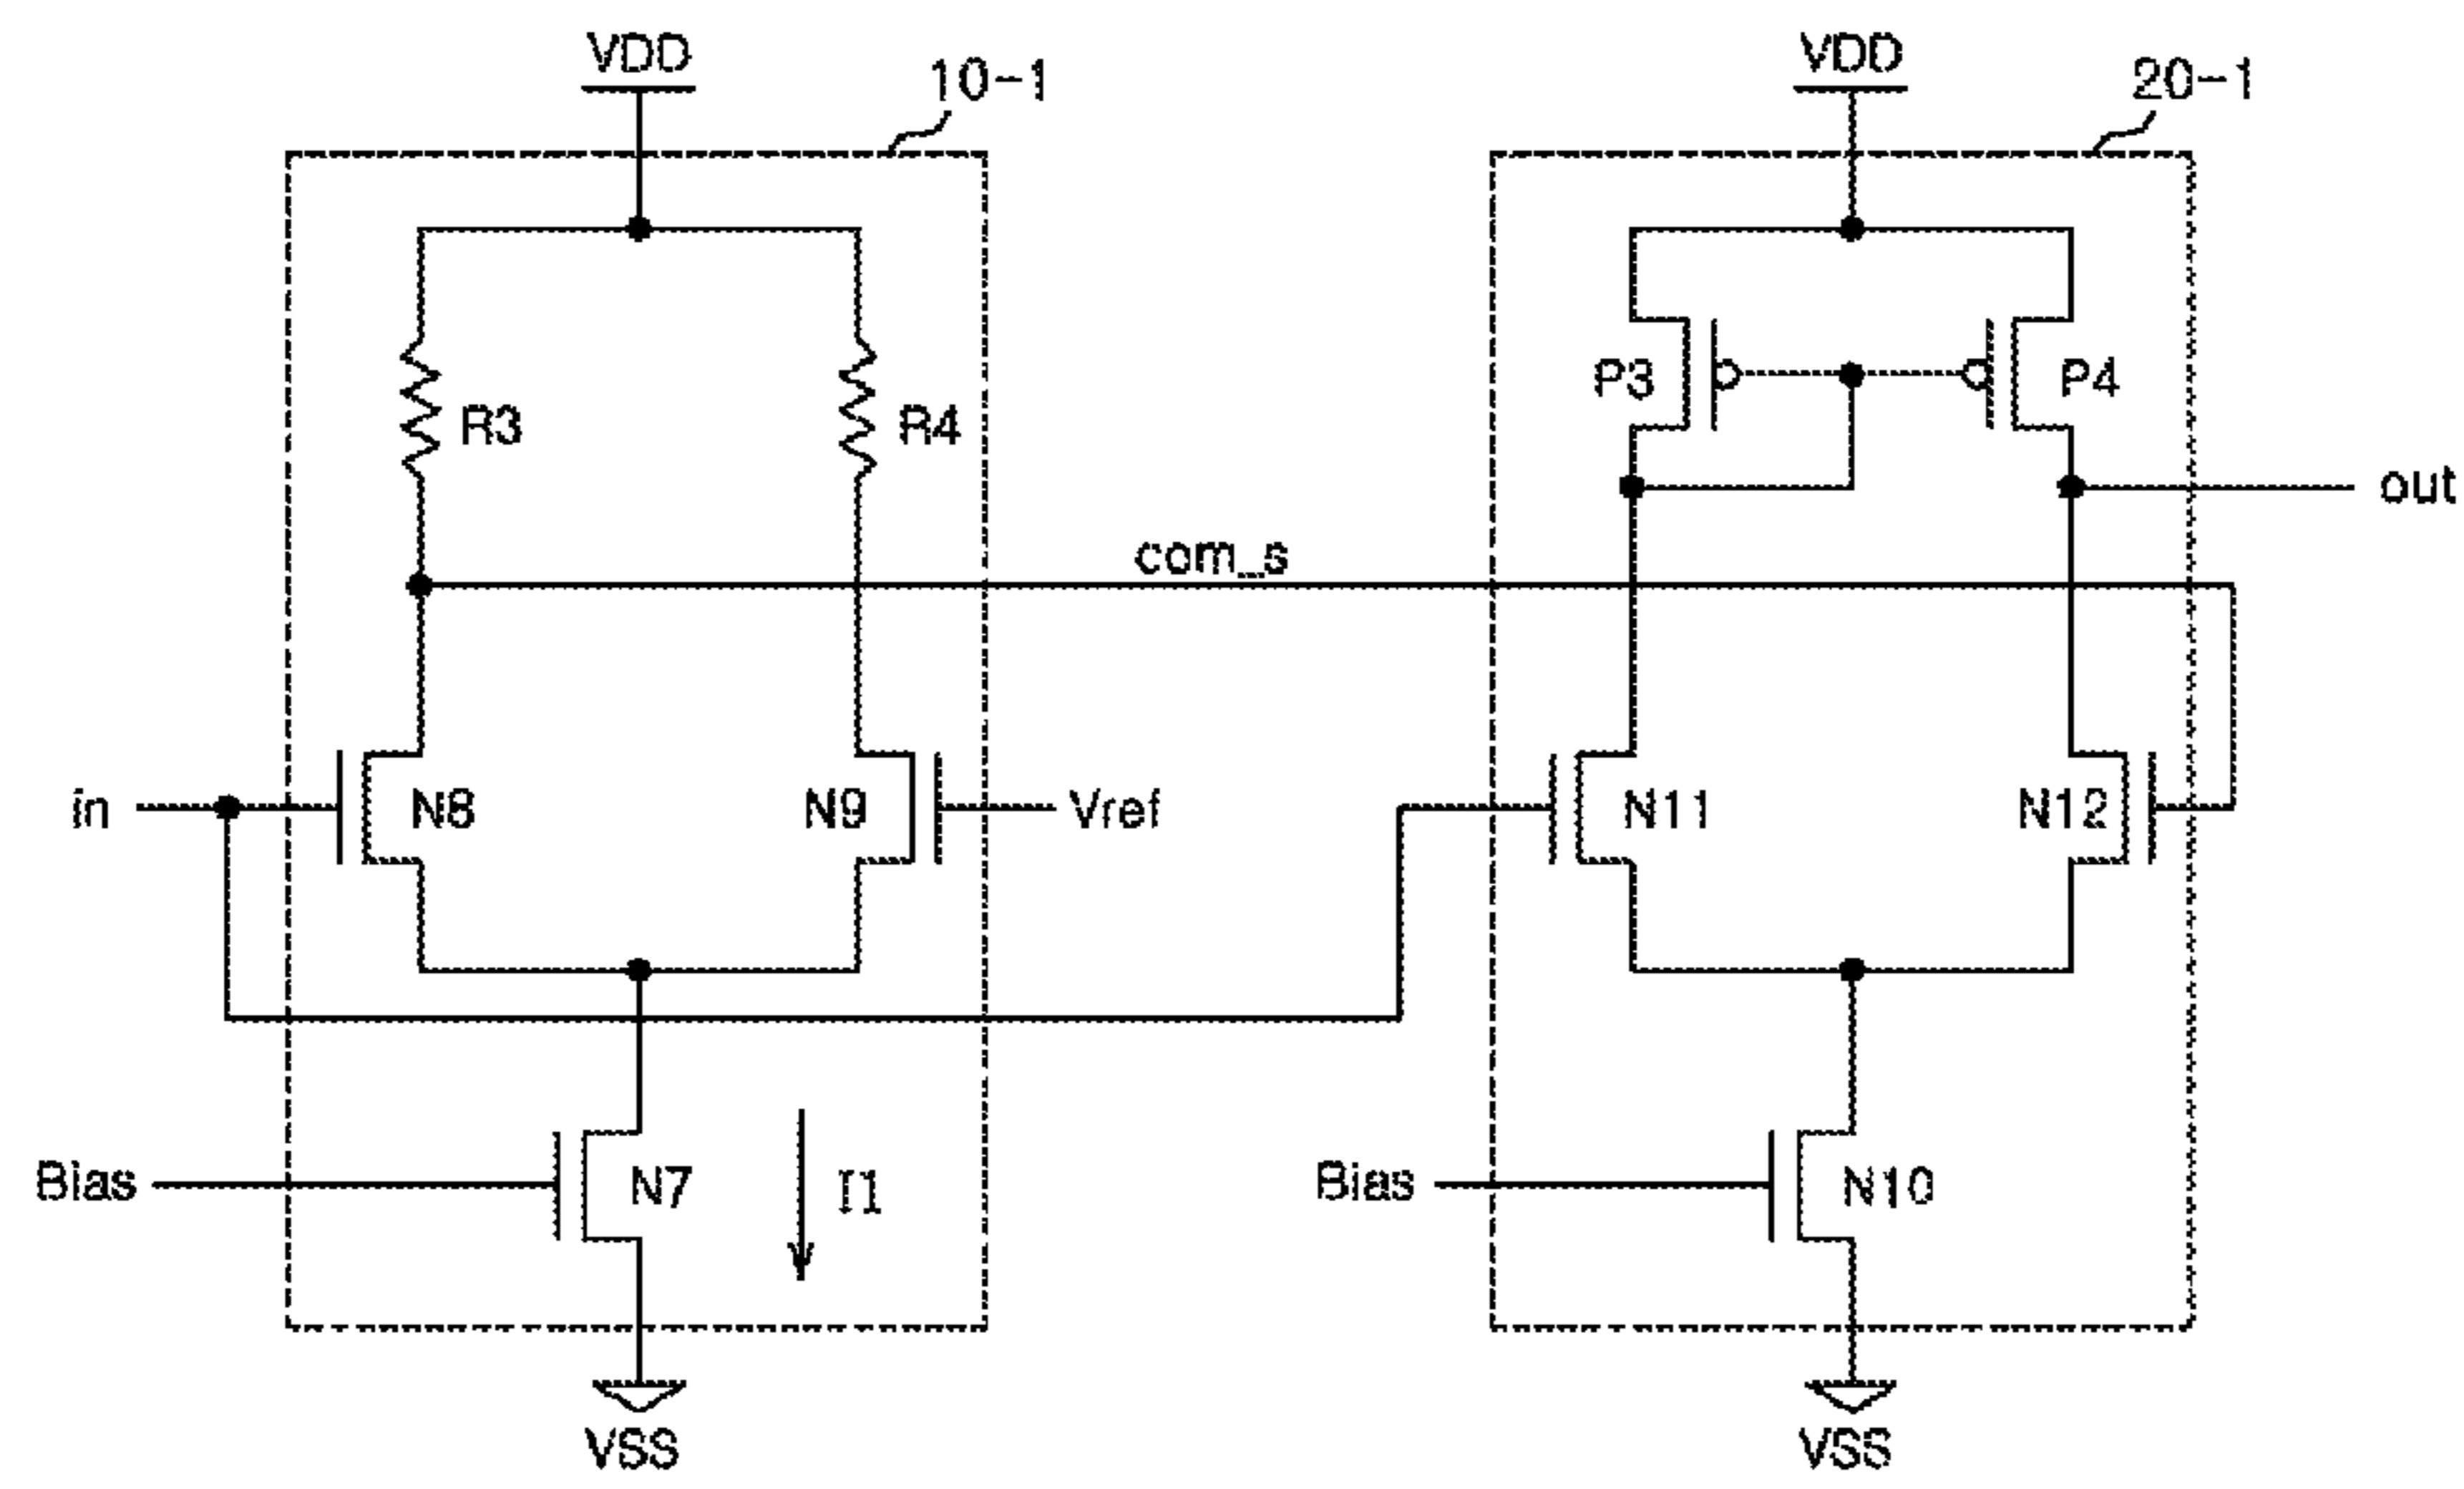 VDD
10-1
VDD
20-1
R3
R4
P3
P4
out
com_s
in
N8
N9
Vref
N11
N12
Bias
N7
I1
Bias
N10
VSS
VSS